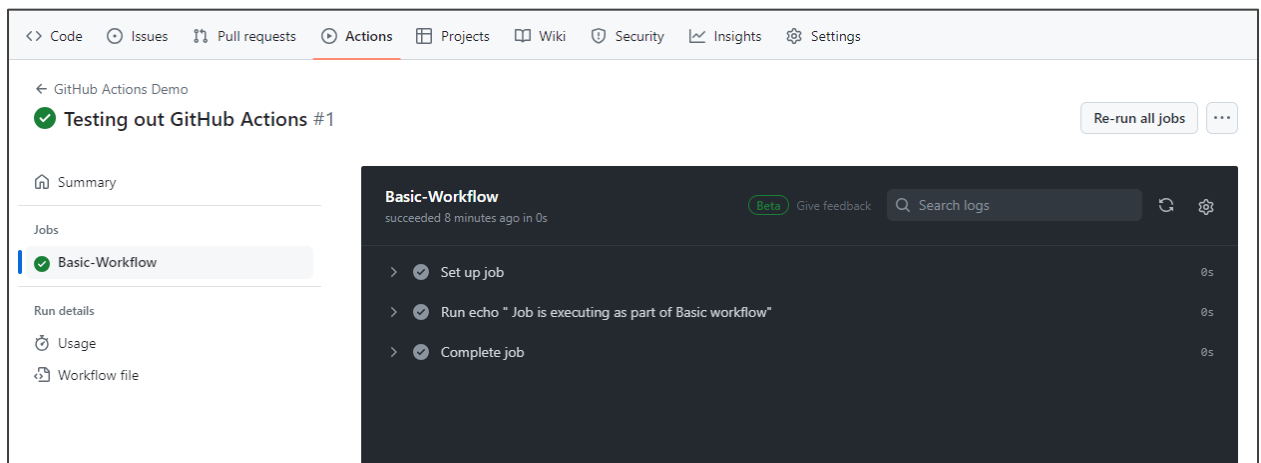 Code Issues Pull requests Actions Projects Wiki Security Insights Settings
GitHub Actions Demo
Testing out GitHub Actions #1
Re-run all jobs
Summary
Jobs
Basic-Workflow
Run details
Usage
Workflow file
Basic-Workflow
succeeded 8 minutes ago in 0s
Beta Give feedback
Search logs
Set up job 0s
Run echo " Job is executing as part of Basic workflow" 0s
Complete job 0s